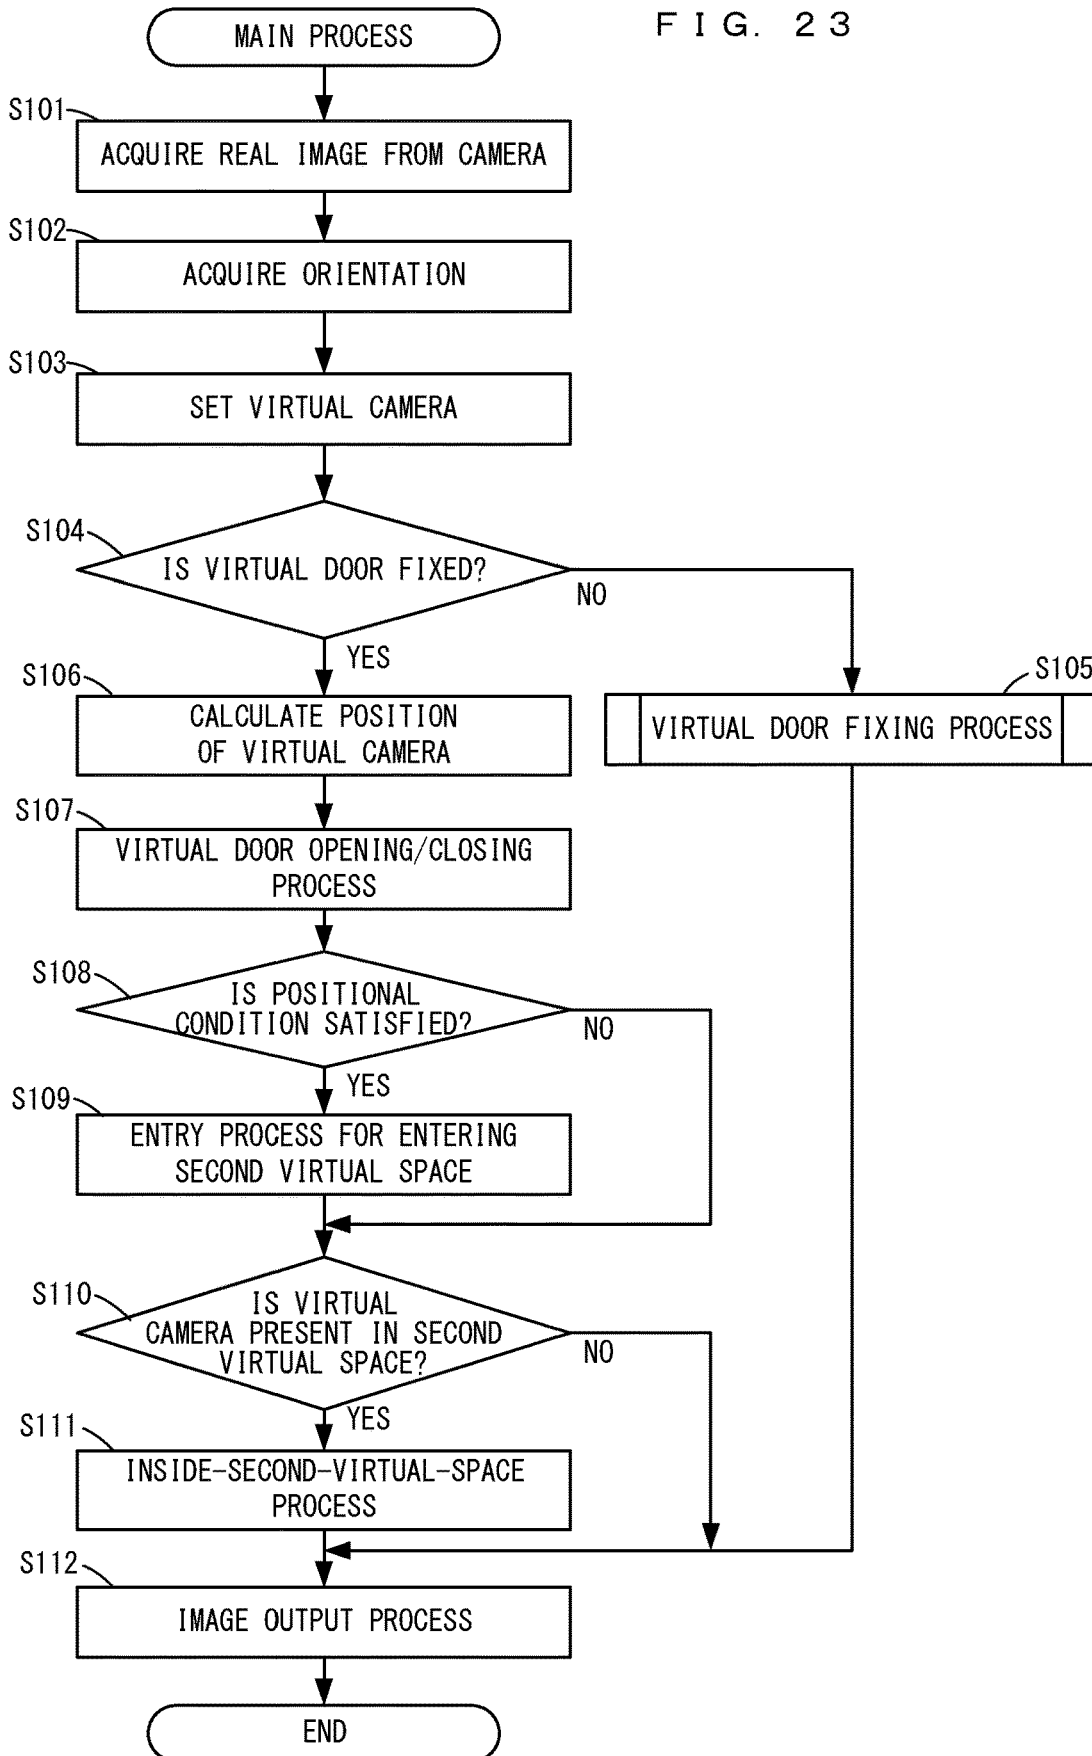 FIG. 23
MAIN PROCESS
S101
ACQUIRE REAL IMAGE FROM CAMERA
S102
ACQUIRE ORIENTATION
S103
SET VIRTUAL CAMERA
S104
IS VIRTUAL DOOR FIXED?
NO
YES
S105
VIRTUAL DOOR FIXING PROCESS
S106
CALCULATE POSITION
OF VIRTUAL CAMERA
S107
VIRTUAL DOOR OPENING/CLOSING
PROCESS
S108
IS POSITIONAL
CONDITION SATISFIED?
NO
YES
S109
ENTRY PROCESS FOR ENTERING
SECOND VIRTUAL SPACE
S110
IS VIRTUAL
CAMERA PRESENT IN SECOND
VIRTUAL SPACE?
NO
YES
S111
INSIDE-SECOND-VIRTUAL-SPACE
PROCESS
S112
IMAGE OUTPUT PROCESS
END